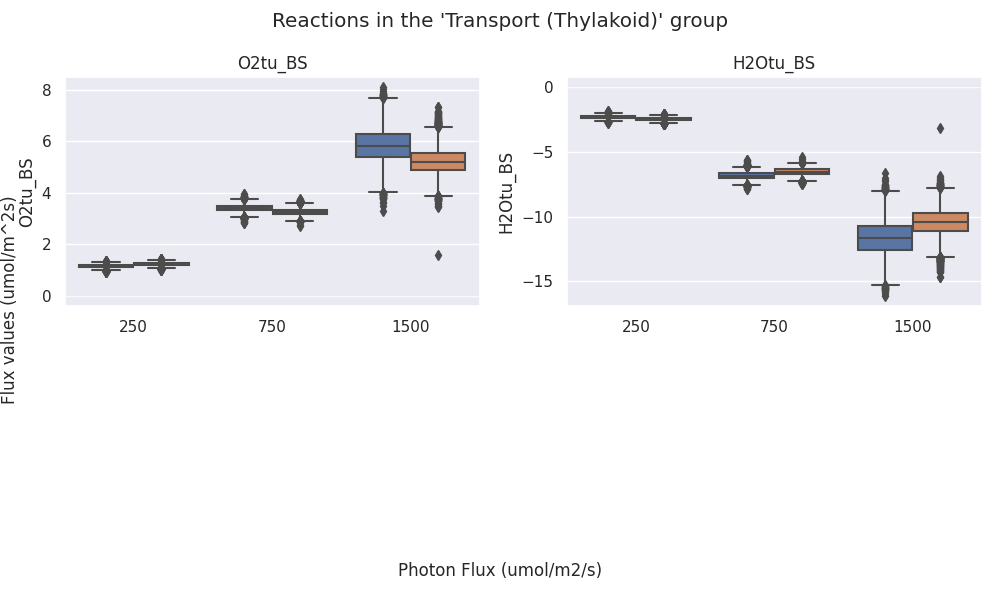 Reactions in the 'Transport (Thylakoid)' group
O2tu_BS
O2tu_BS
Flux values (umol/m^2s)
8
6
4
2
0
250
750
1500
H2Otu_BS
H2Otu_BS
0
−5
−10
−15
250
750
1500
Photon Flux (umol/m2/s)